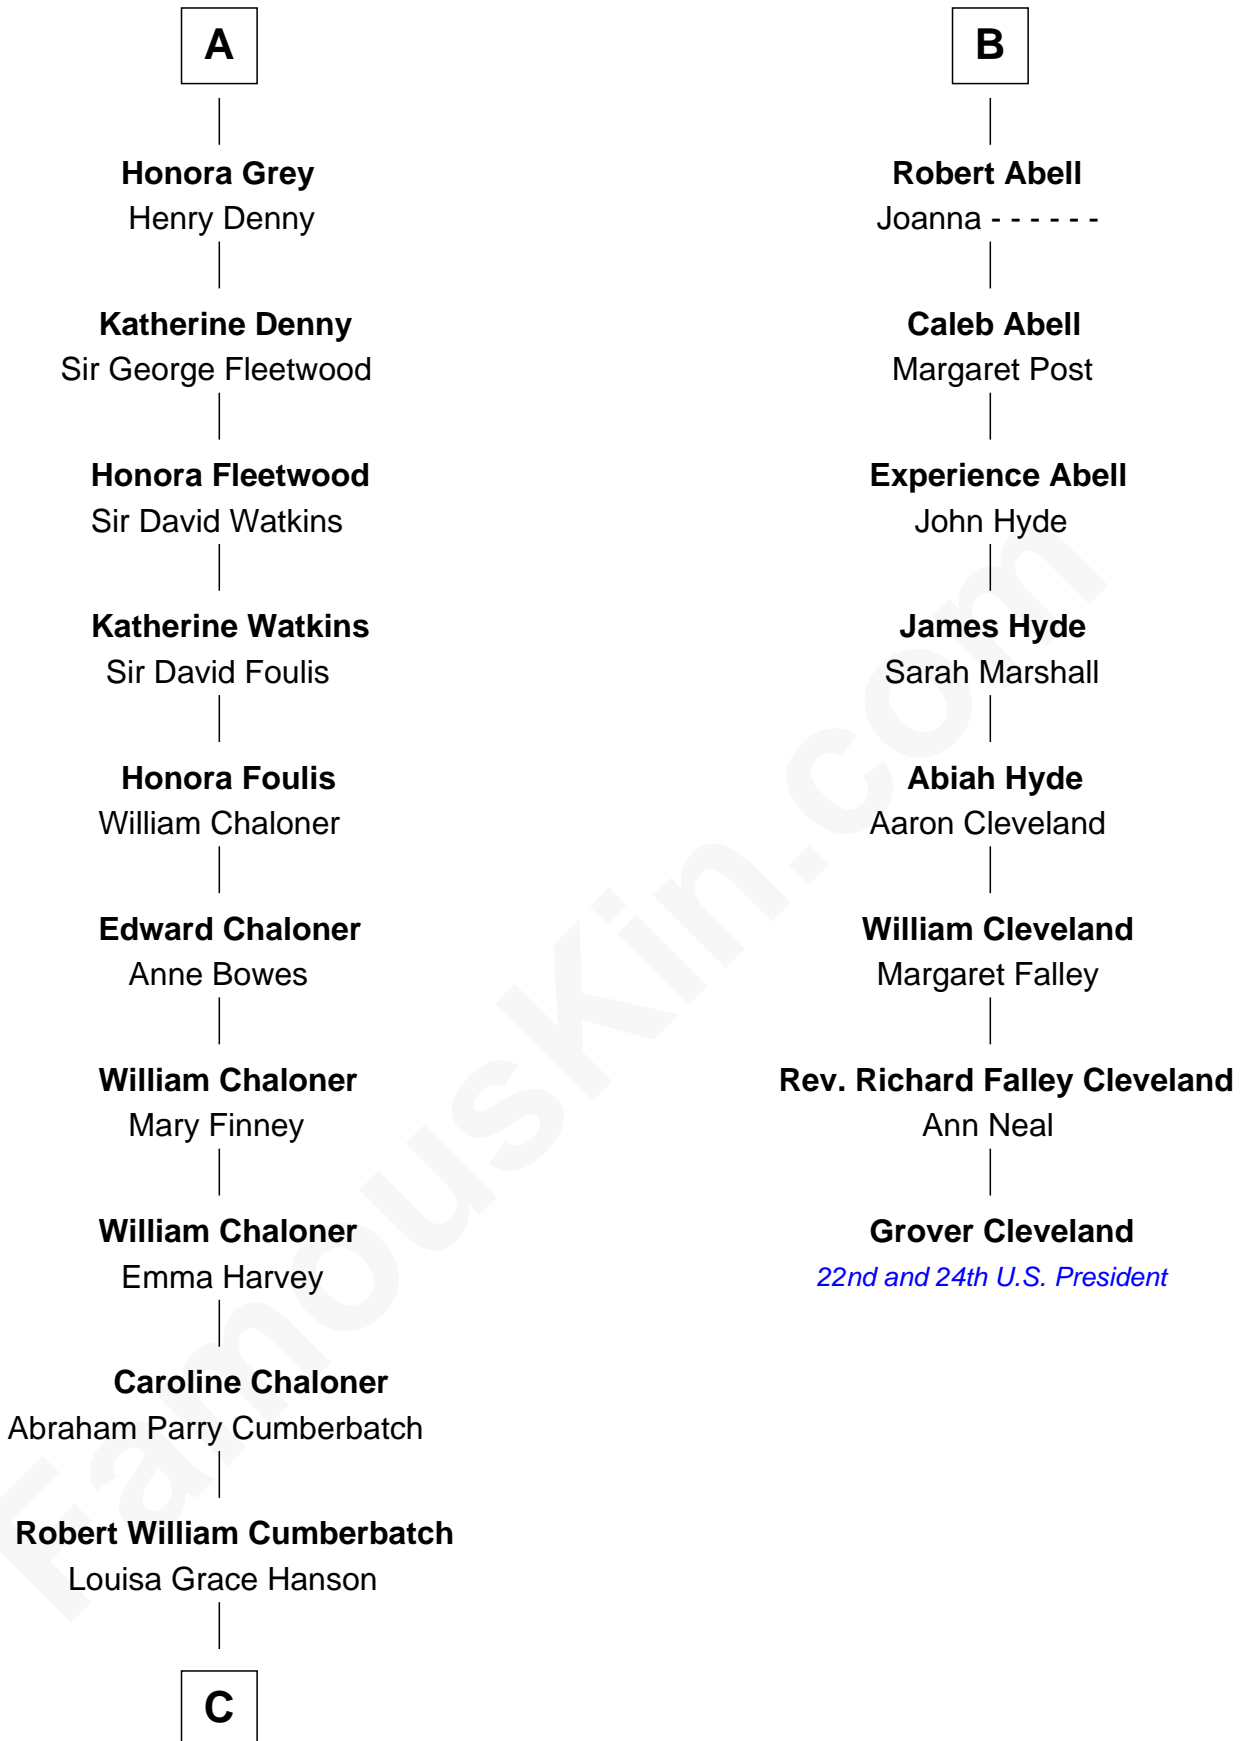 A
Honora Grey
Henry Denny
Katherine Denny
Sir George Fleetwood
Honora Fleetwood
Sir David Watkins
Katherine Watkins
Sir David Foulis
Honora Foulis
William Chaloner
Edward Chaloner
Anne Bowes
William Chaloner
Mary Finney
William Chaloner
Emma Harvey
Caroline Chaloner
Abraham Parry Cumberbatch
Robert William Cumberbatch
Louisa Grace Hanson
C
B
Robert Abell
Joanna - - - - - -
Caleb Abell
Margaret Post
Experience Abell
John Hyde
James Hyde
Sarah Marshall
Abiah Hyde
Aaron Cleveland
William Cleveland
Margaret Falley
Rev. Richard Falley Cleveland
Ann Neal
Grover Cleveland
22nd and 24th U.S. President
FamousKin.com